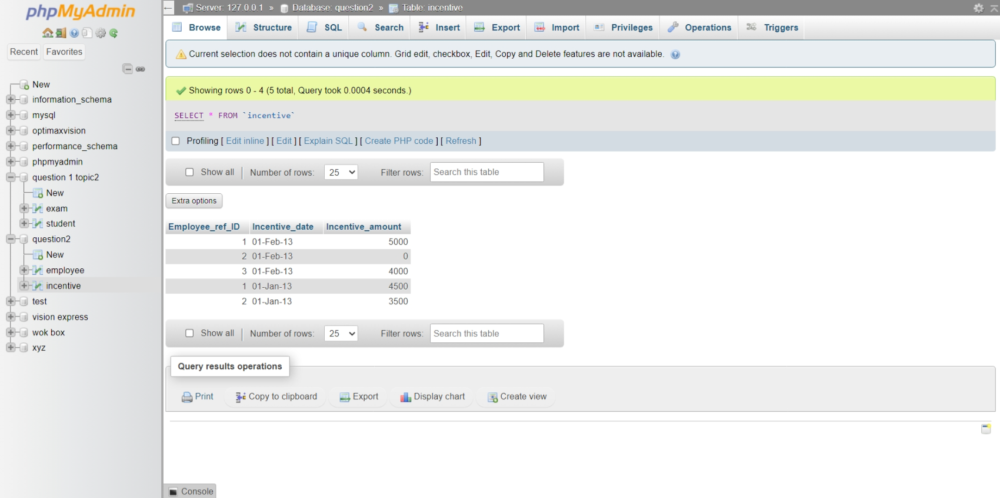 phpMyAdmin
Recent Favorites
New
information_schema
mysql
optimaxvision
performance_schema
phpmyadmin
question 1 topic2
New
exam
student
question2
New
employee
incentive
test
vision express
wok box
xyz
Server: 127.0.0.1 » Database: question2 » Table: incentive
Browse Structure SQL Search Insert Export Import Privileges Operations Triggers
Current selection does not contain a unique column. Grid edit, checkbox, Edit, Copy and Delete features are not available.
Showing rows 0 - 4 (5 total, Query took 0.0004 seconds.)
SELECT * FROM `incentive`
Profiling [ Edit inline ] [ Edit ] [ Explain SQL ] [ Create PHP code ] [ Refresh ]
Show all Number of rows: 25 Filter rows: Search this table
Extra options
Employee_ref_ID Incentive_date Incentive_amount
1 01-Feb-13 5000
2 01-Feb-13 0
3 01-Feb-13 4000
1 01-Jan-13 4500
2 01-Jan-13 3500
Show all Number of rows: 25 Filter rows: Search this table
Query results operations
Print Copy to clipboard Export Display chart Create view
Console